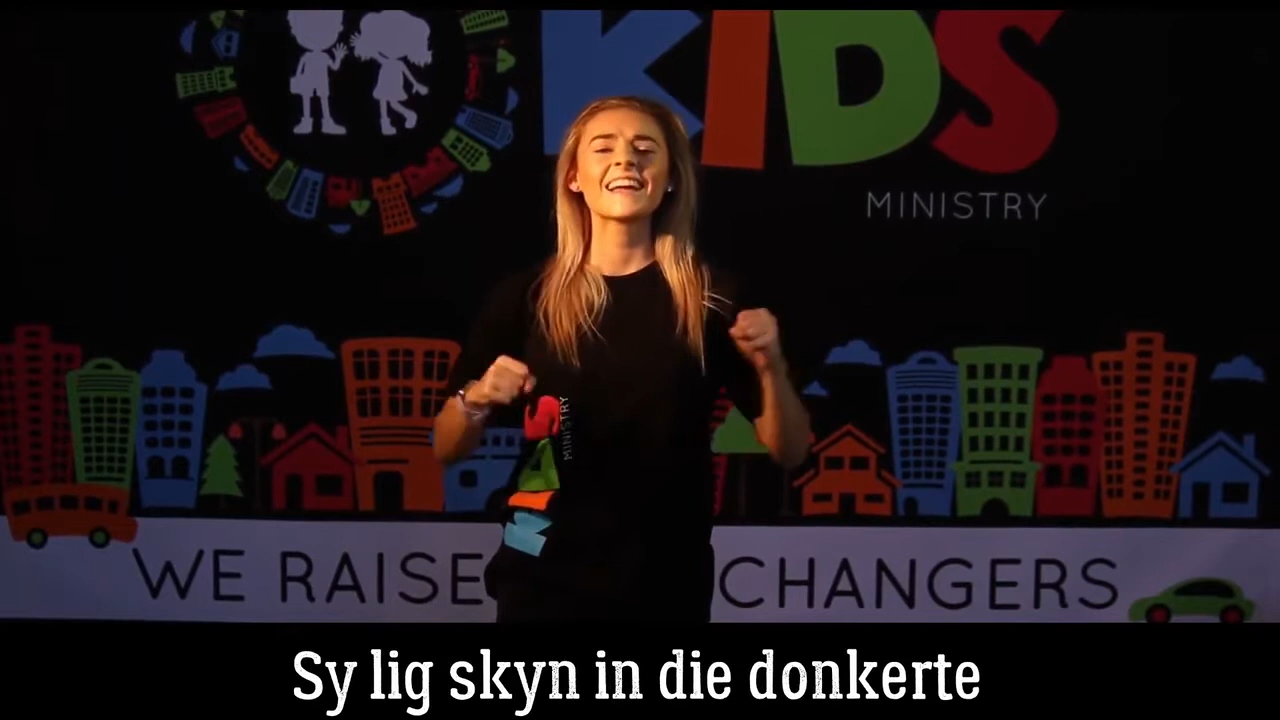 KIDS
MINISTRY
MINISTRY
WE RAISE CHANGERS
Sy lig skyn in die donkerte